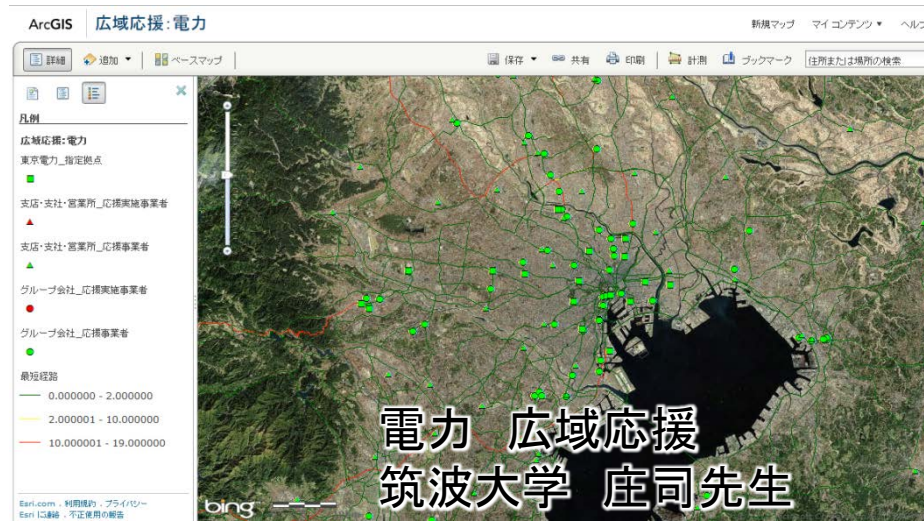 ArcGIS 広域応援:電力
新規マップ マイ コンテンツ ▼ ヘルプ
詳細 追加 ▼ ベースマップ 保存 ▼ 共有 印刷 計測 ブックマーク 住所または場所の検索
凡例
広域応援:電力
東京電力_指定拠点
支店・支社・営業所_応援実施事業者
支店・支社・営業所_応援事業者
グループ会社_応援実施事業者
グループ会社_応援事業者
最短経路
0.000000 - 2.000000
2.000001 - 10.000000
10.000001 - 19.000000
電力 広域応援
筑波大学 庄司先生
bing
Esri.com . 利用規約 . プライバシー
Esri に連絡 . 不正使用の報告